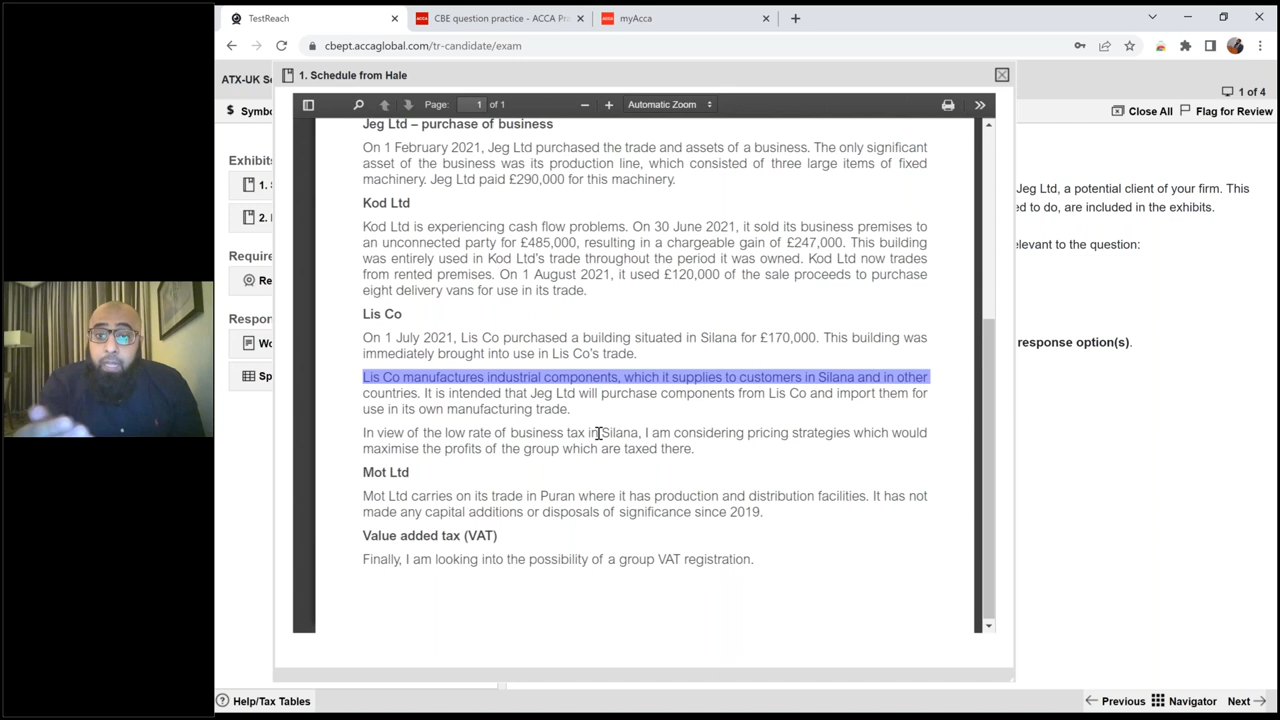 TestReach
CBE question practice - ACCA Pr
myAcca
cbept.accaglobal.com/tr-candidate/exam
ATX-UK S
1. Schedule from Hale
1 of 4
$ Symb
Page: 1 of 1
Automatic Zoom
Close All
Flag for Review
Exhibit
1.
2.
Requir
Re
Respor
Wo
Sp
Jeg Ltd, a potential client of your firm. This
ed to do, are included in the exhibits.
elevant to the question:
response option(s).
Jeg Ltd – purchase of business
On 1 February 2021, Jeg Ltd purchased the trade and assets of a business. The only significant
asset of the business was its production line, which consisted of three large items of fixed
machinery. Jeg Ltd paid £290,000 for this machinery.
Kod Ltd
Kod Ltd is experiencing cash flow problems. On 30 June 2021, it sold its business premises to
an unconnected party for £485,000, resulting in a chargeable gain of £247,000. This building
was entirely used in Kod Ltd's trade throughout the period it was owned. Kod Ltd now trades
from rented premises. On 1 August 2021, it used £120,000 of the sale proceeds to purchase
eight delivery vans for use in its trade.
Lis Co
On 1 July 2021, Lis Co purchased a building situated in Silana for £170,000. This building was
immediately brought into use in Lis Co's trade.
Lis Co manufactures industrial components, which it supplies to customers in Silana and in other
countries. It is intended that Jeg Ltd will purchase components from Lis Co and import them for
use in its own manufacturing trade.
In view of the low rate of business tax in Silana, I am considering pricing strategies which would
maximise the profits of the group which are taxed there.
Mot Ltd
Mot Ltd carries on its trade in Puran where it has production and distribution facilities. It has not
made any capital additions or disposals of significance since 2019.
Value added tax (VAT)
Finally, I am looking into the possibility of a group VAT registration.
Help/Tax Tables
Previous
Navigator
Next